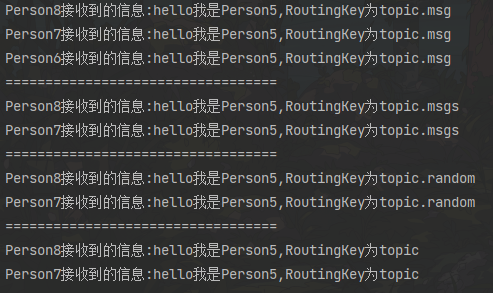 Person8接收到的信息:hello我是Person5,RoutingKey为topic.msg
Person7接收到的信息:hello我是Person5,RoutingKey为topic.msg
Person6接收到的信息:hello我是Person5,RoutingKey为topic.msg
==================================
Person8接收到的信息:hello我是Person5,RoutingKey为topic.msgs
Person7接收到的信息:hello我是Person5,RoutingKey为topic.msgs
==================================
Person8接收到的信息:hello我是Person5,RoutingKey为topic.random
Person7接收到的信息:hello我是Person5,RoutingKey为topic.random
==================================
Person8接收到的信息:hello我是Person5,RoutingKey为topic
Person7接收到的信息:hello我是Person5,RoutingKey为topic